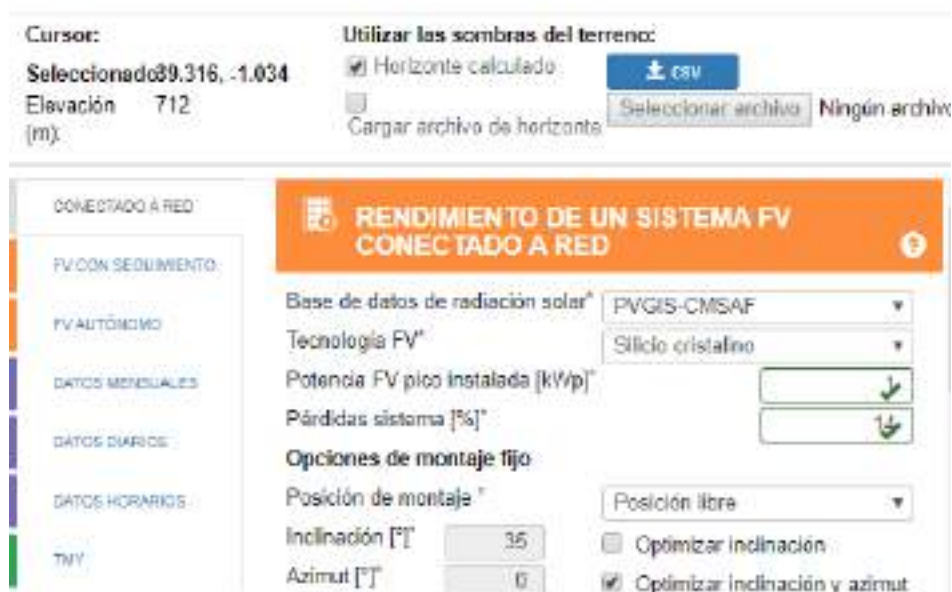 Cursor:
Utilizar las sombras del terreno:
Seleccionado39.316, -1.034
Horizonte calculado
csv
Elevación 712
(m):
Seleccionar archivo Ningún archivo
Cargar archivo de horizonte
CONECTADO A RED
RENDIMIENTO DE UN SISTEMA FV
CONECTADO A RED
FV CON SEGUIMIENTO
Base de datos de radiación solar* PVGIS-CMSAF
FV AUTÓNOMO
Tecnología FV* Silicio cristalino
DATOS MENSUALES
Potencia FV pico instalada [kWp]* 1
Pérdidas sistema [%]* 14
DATOS DIARIOS
Opciones de montaje fijo
DATOS HORARIOS
Posición de montaje * Posición libre
Inclinación [°]* 35 Optimizar inclinación
TMY
Azimut [°]* 0 Optimizar inclinación y azimut